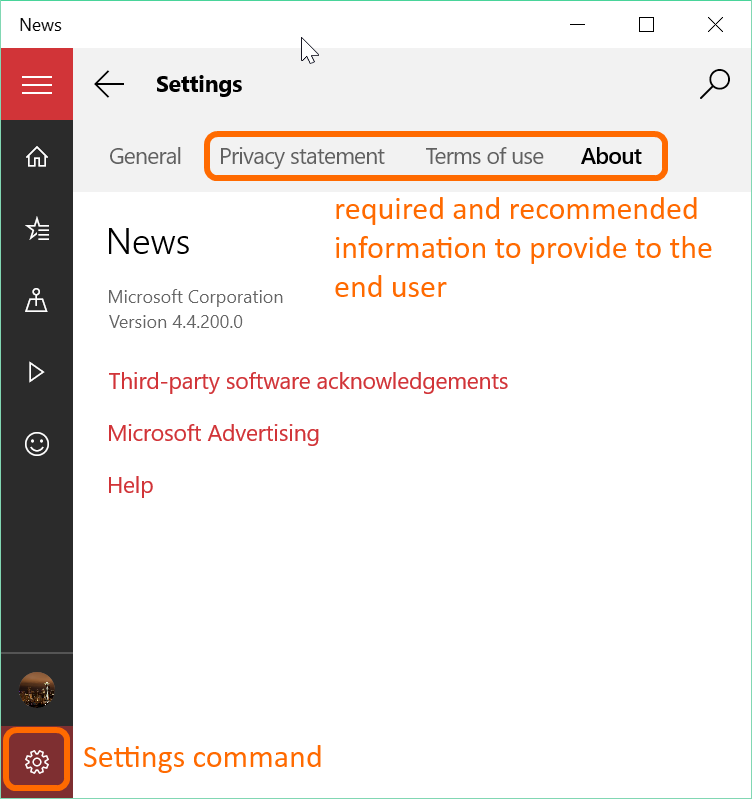 News
Settings
General Privacy statement Terms of use About
required and recommended
information to provide to the
end user
News
Microsoft Corporation
Version 4.4.200.0
Third-party software acknowledgements
Microsoft Advertising
Help
Settings command